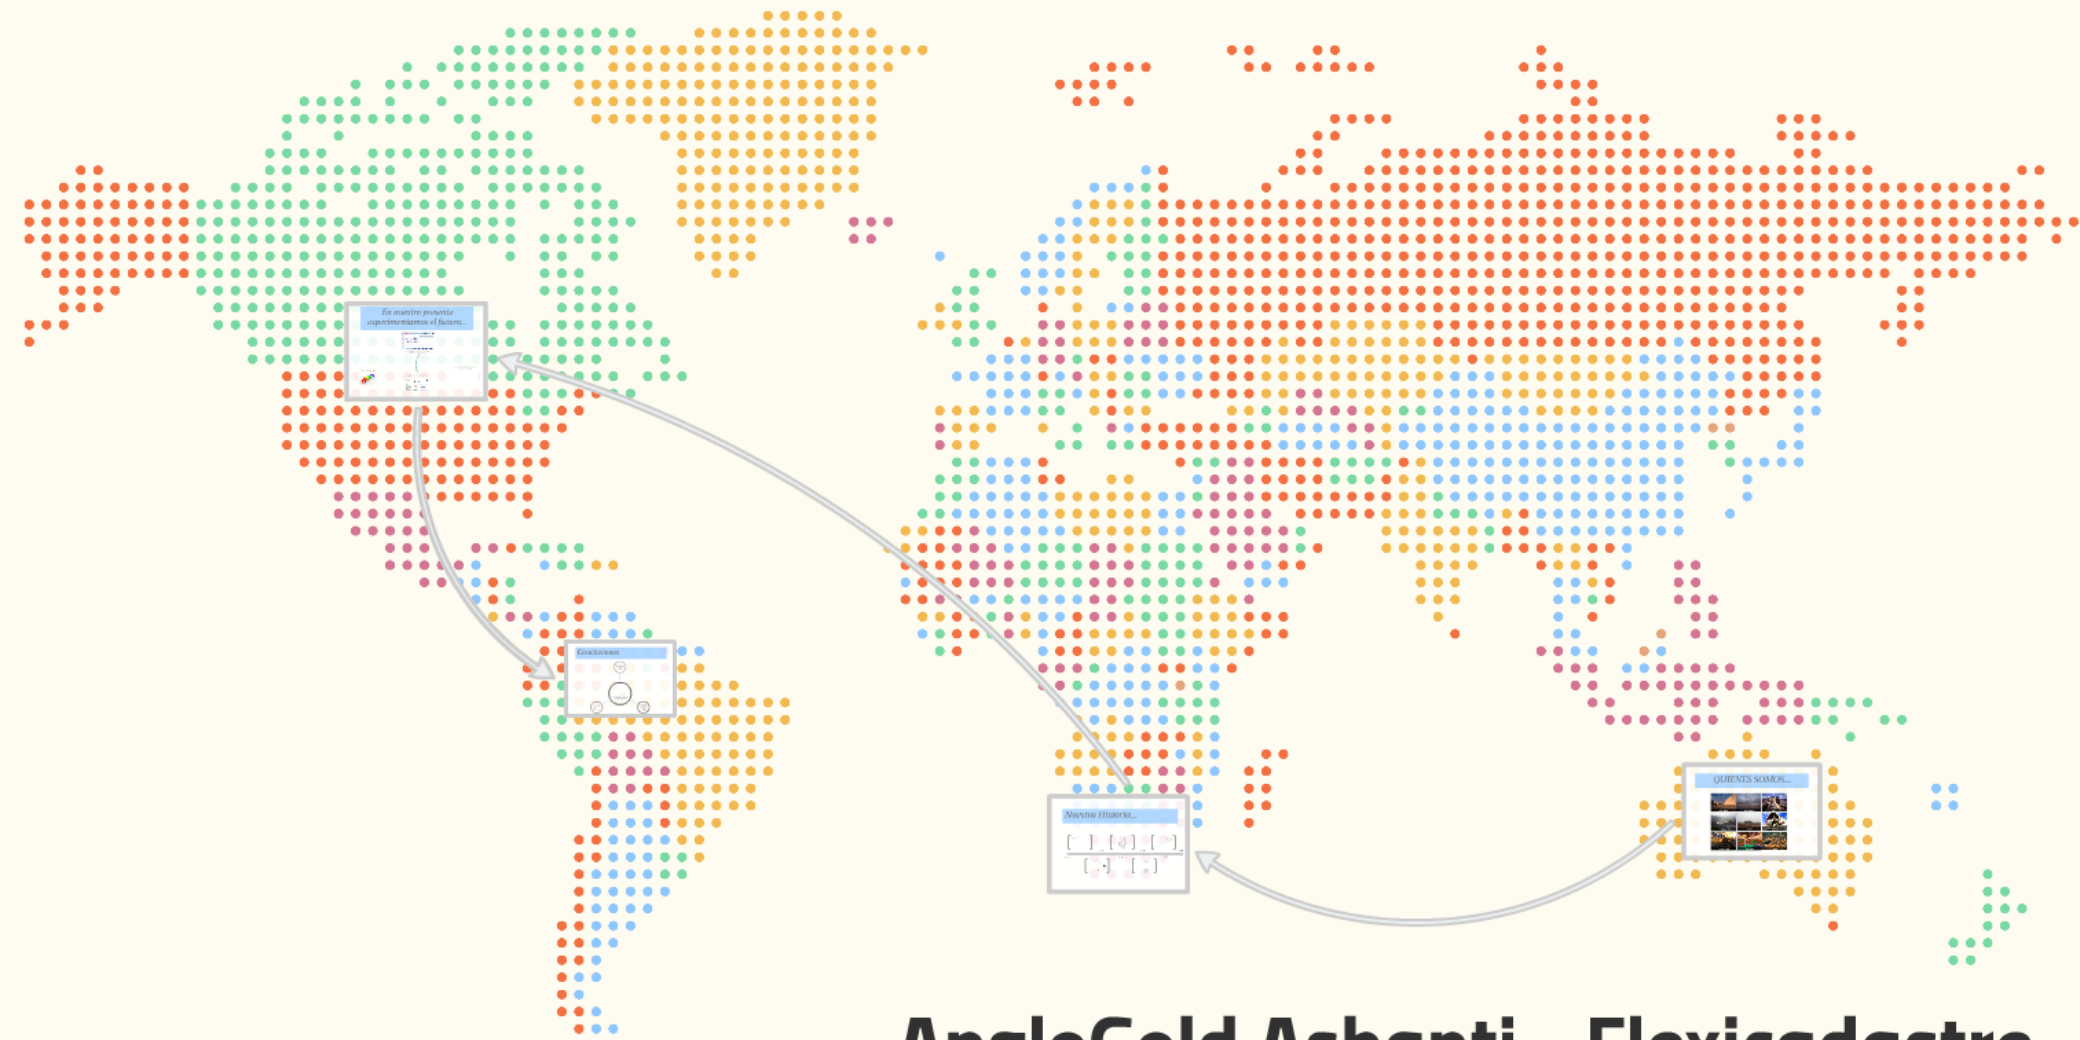 En nuestro presente
experimentamos el futuro...
Conclusiones
QUIENES SOMOS...
Nuestra Historia...
AngloGold Ashanti - Flexicadastre